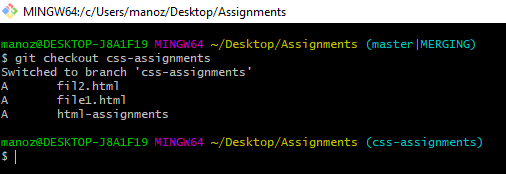 MINGW64:/c/Users/manoz/Desktop/Assignments
manoz@DESKTOP-J8A1F19 MINGW64 ~/Desktop/Assignments (master|MERGING)
$ git checkout css-assignments
Switched to branch 'css-assignments'
A       fil2.html
A       file1.html
A       html-assignments
manoz@DESKTOP-J8A1F19 MINGW64 ~/Desktop/Assignments (css-assignments)
$